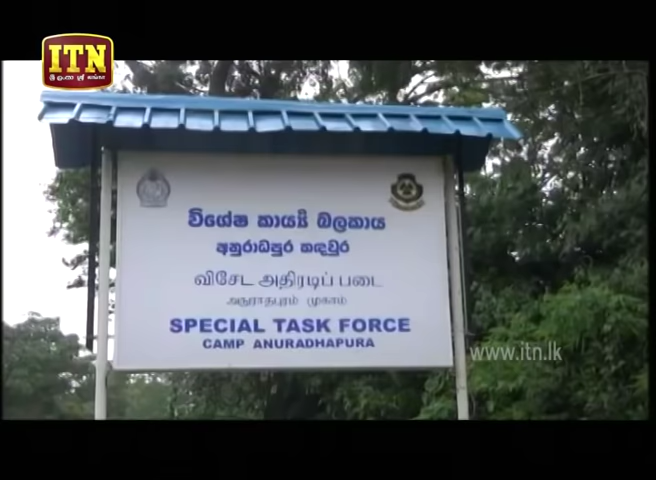 ITN
විශේෂ කාර්ය්‍ය බලකාය
අනුරාධපුර කඳවුර
விசேட அதிரடிப் படை
அநுராதபுரம் முகாம்
SPECIAL TASK FORCE
CAMP ANURADHAPURA
www.itn.lk